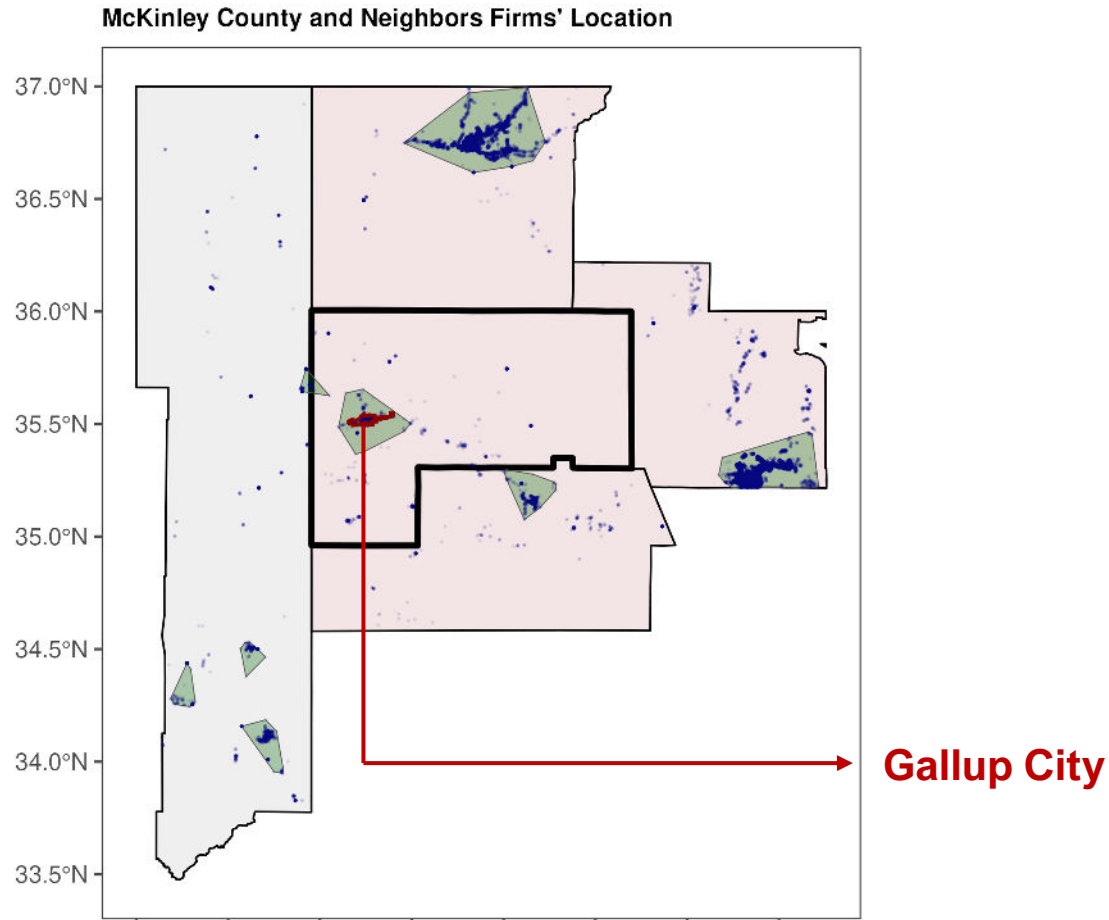 McKinley County and Neighbors Firms' Location
37.0°N
36.5°N
36.0°N
35.5°N
35.0°N
34.5°N
34.0°N
33.5°N
Gallup City